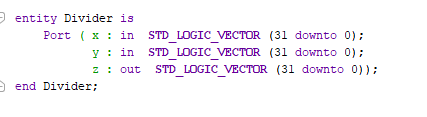 entity Divider is
Port ( x : in STD_LOGIC_VECTOR (31 downto 0);
y : in STD_LOGIC_VECTOR (31 downto 0);
z : out STD_LOGIC_VECTOR (31 downto 0));
end Divider;